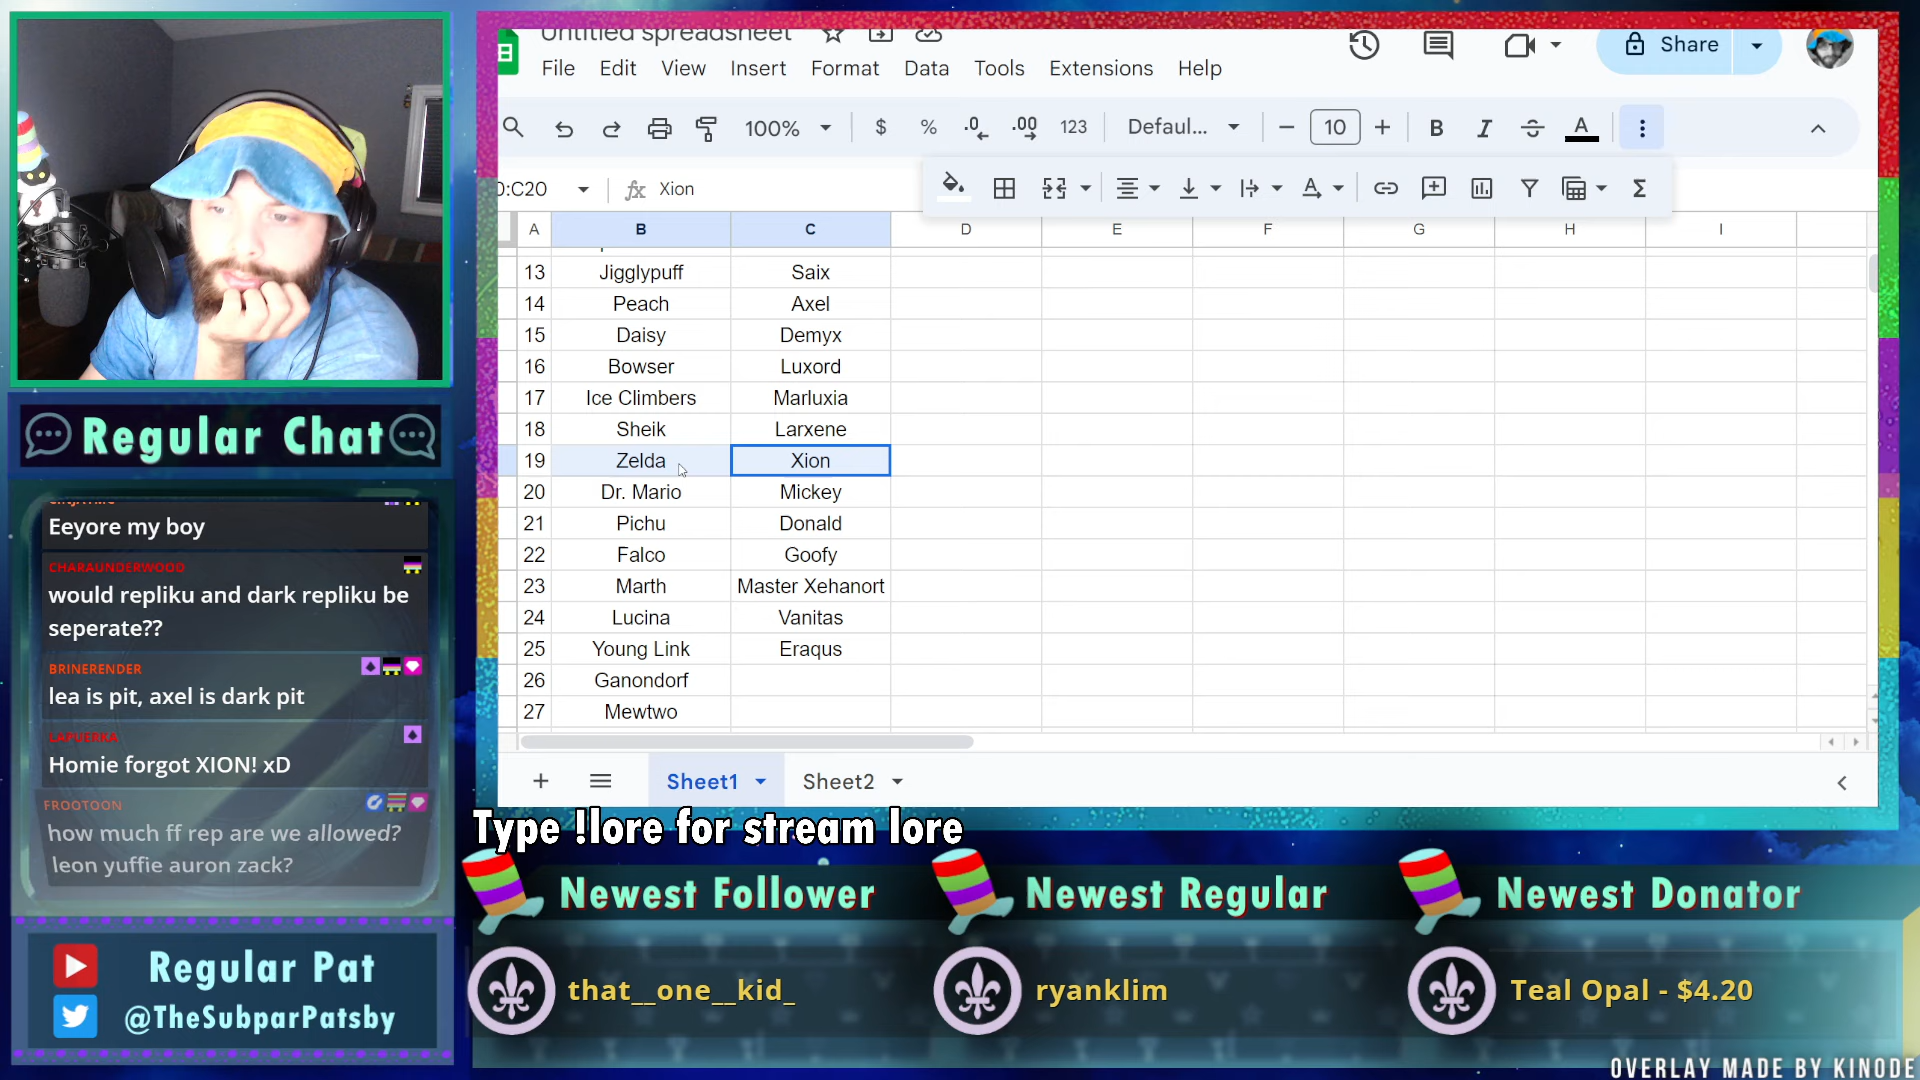 Untitled spreadsheet
File Edit View Insert Format Data Tools Extensions Help
Share
100% $ % .0 .00 123 Defaul... 10 B I S A
:C20 fx Xion
A B C D E F G H I
13 Jigglypuff Saix
14 Peach Axel
15 Daisy Demyx
16 Bowser Luxord
17 Ice Climbers Marluxia
18 Sheik Larxene
19 Zelda Xion
20 Dr. Mario Mickey
21 Pichu Donald
22 Falco Goofy
23 Marth Master Xehanort
24 Lucina Vanitas
25 Young Link Eraqus
26 Ganondorf
27 Mewtwo
Sheet1 Sheet2
Regular Chat
Eeyore my boy
CHARAUNDERWOOD
would repliku and dark repliku be
seperate??
BRINERENDER
lea is pit, axel is dark pit
LAPUERKA
Homie forgot XION! xD
FROOTOON
how much ff rep are we allowed?
leon yuffie auron zack?
Regular Pat
@TheSubparPatsby
Type !lore for stream lore
Newest Follower
that__one__kid_
Newest Regular
ryanklim
Newest Donator
Teal Opal - $4.20
OVERLAY MADE BY KINODE